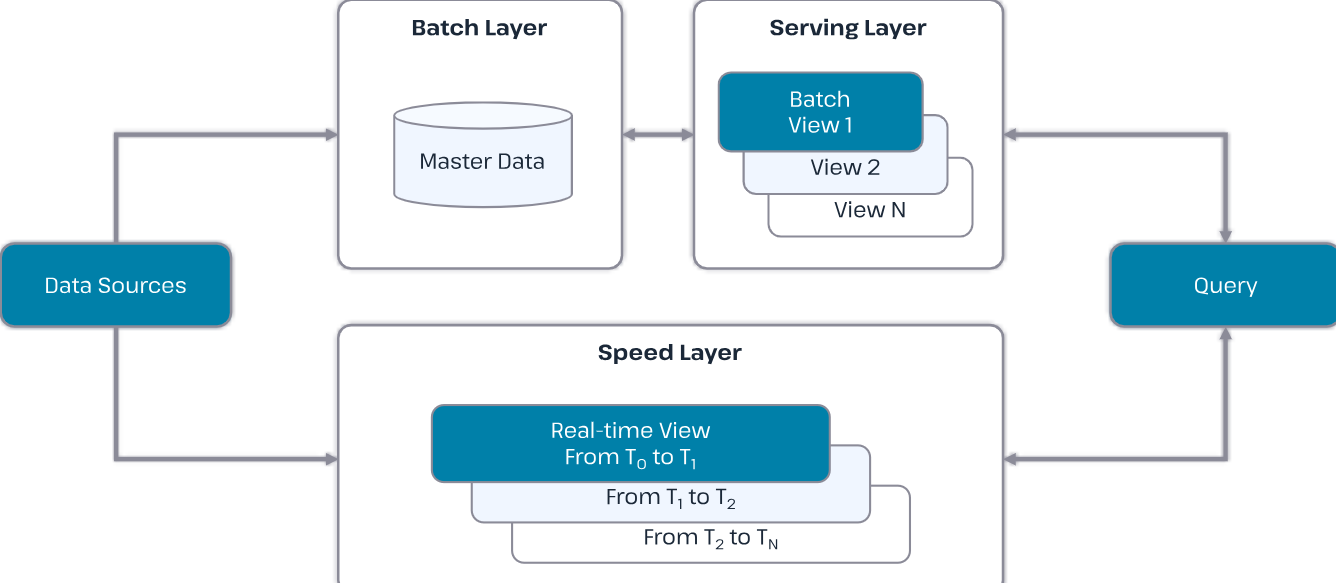 Batch Layer
Master Data
Serving Layer
Batch
View 1
View 2
View N
Data Sources
Query
Speed Layer
Real-time View
From T₀ to T₁
From T₁ to T₂
From T₂ to Tₙ